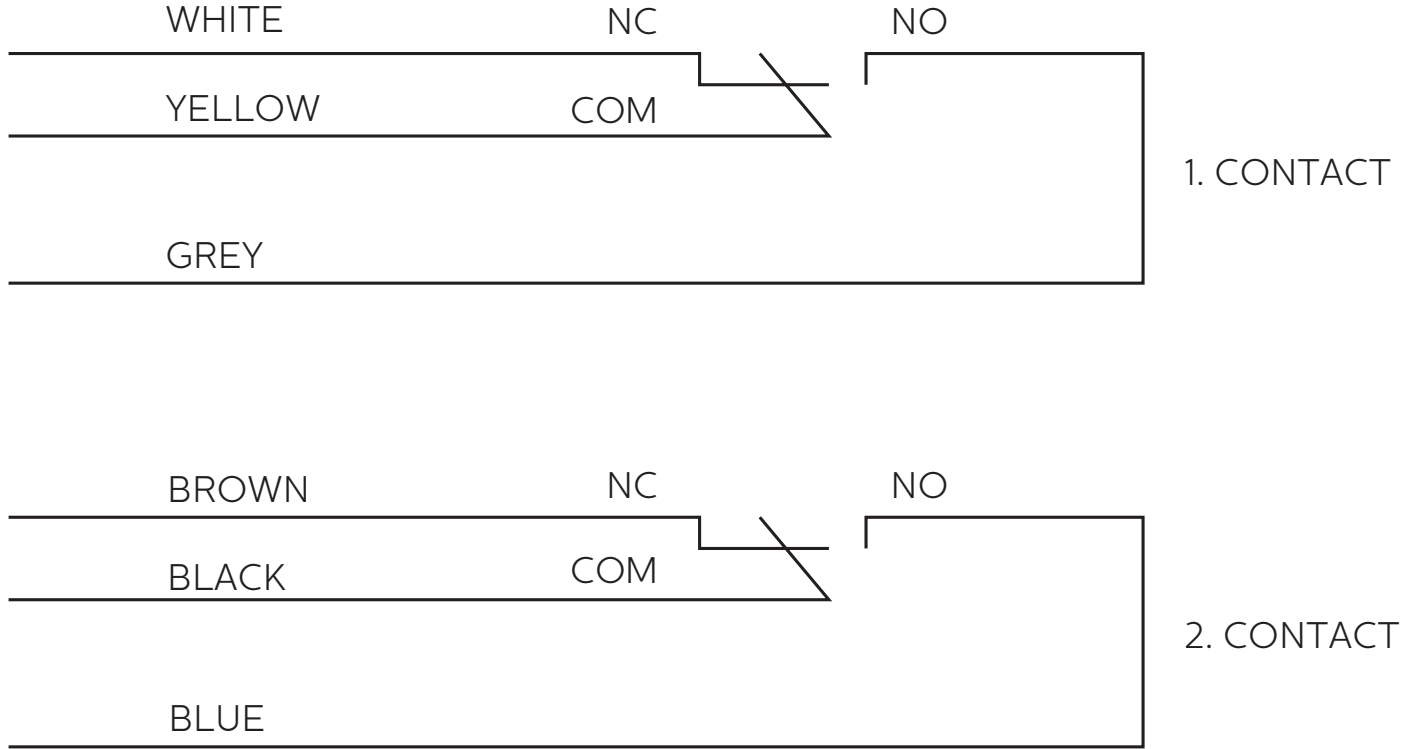 WHITE NC NO
YELLOW COM
1. CONTACT
GREY
BROWN NC NO
BLACK COM
2. CONTACT
BLUE